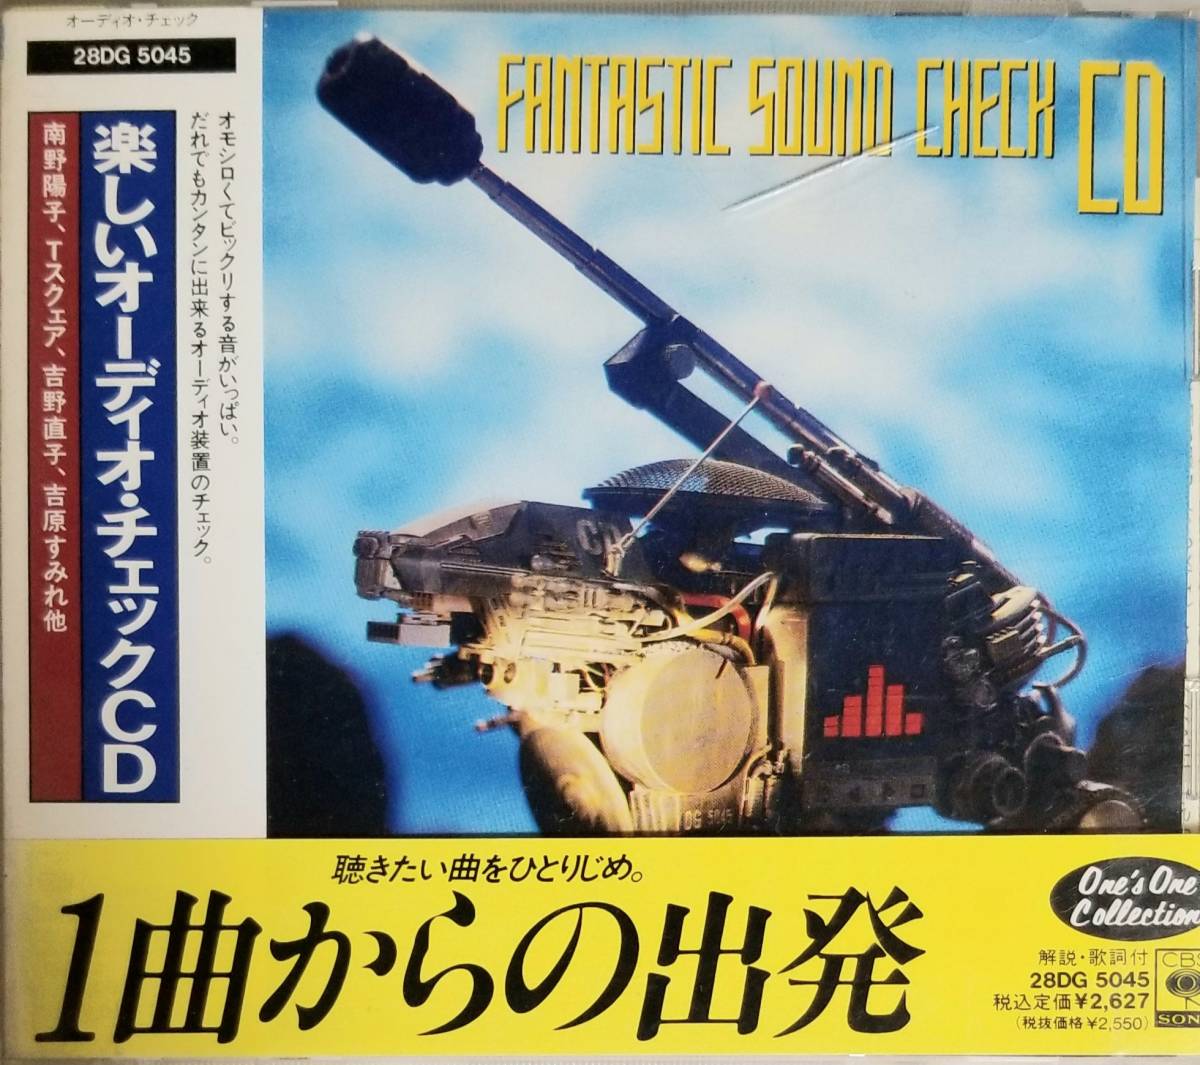 オーディオ・チェック
28DG 5045
オモシロくてビックリする音がいっぱい。
だれでもカンタンに出来るオーディオ装置のチェック。
楽しいオーディオ・チェックCD
南野陽子、Tスクェア、吉野直子、吉原すみれ他
FANTASTIC SOUND CHECK CD
CD
DG 5045
聴きたい曲をひとりじめ。
1曲からの出発
One's One
Collection
解説・歌詞付
28DG 5045
税込定価¥2,627
(税抜価格¥2,550)
CBS
SONY